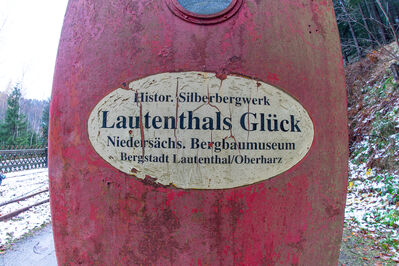 Histor. Silberbergwerk
Lautenthals Glück
Niedersächs. Bergbaumuseum
Bergstadt Lautenthal/Oberharz